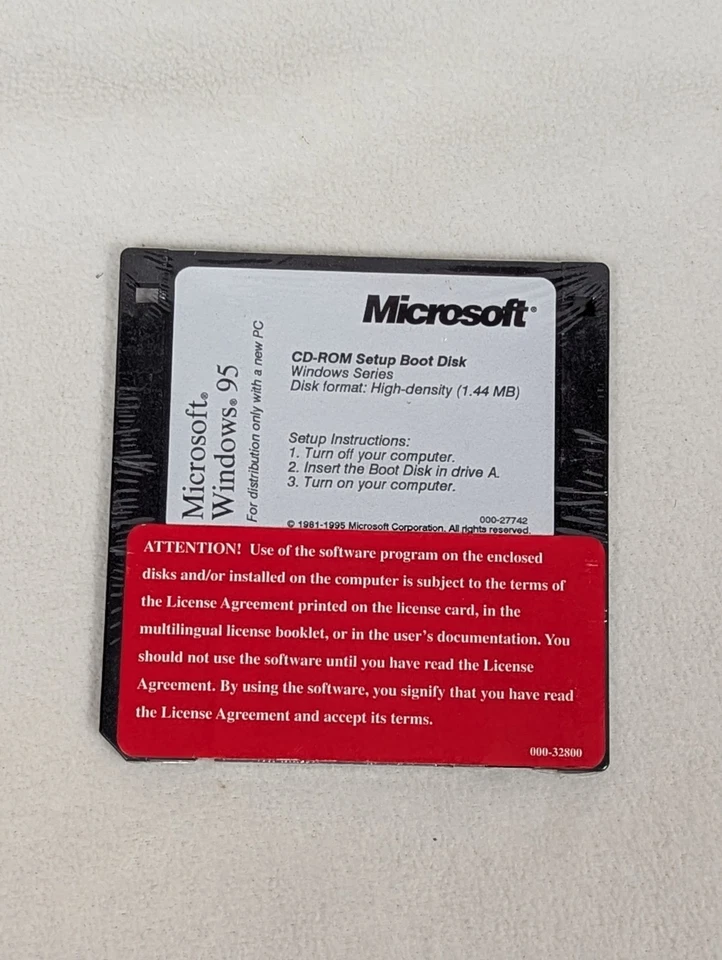 Microsoft®
CD-ROM Setup Boot Disk
Windows Series
Disk format: High-density (1.44 MB)
Setup Instructions:
1. Turn off your computer.
2. Insert the Boot Disk in drive A.
3. Turn on your computer.
000-27742
© 1981-1995 Microsoft Corporation. All rights reserved.
Microsoft®
Windows® 95
For distribution only with a new PC
ATTENTION! Use of the software program on the enclosed
disks and/or installed on the computer is subject to the terms of
the License Agreement printed on the license card, in the
multilingual license booklet, or in the user's documentation. You
should not use the software until you have read the License
Agreement. By using the software, you signify that you have read
the License Agreement and accept its terms.
000-32800